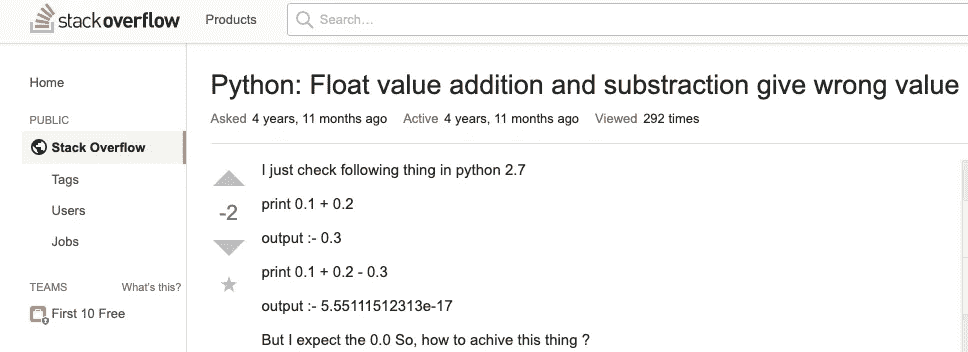 stackoverflow Products Search...
Home
Python: Float value addition and substraction give wrong value
Asked 4 years, 11 months ago Active 4 years, 11 months ago Viewed 292 times
PUBLIC
Stack Overflow
Tags
Users
Jobs
TEAMS What's this?
First 10 Free
-2
I just check following thing in python 2.7
print 0.1 + 0.2
output :- 0.3
print 0.1 + 0.2 - 0.3
output :- 5.55111512313e-17
But I expect the 0.0 So, how to achive this thing ?